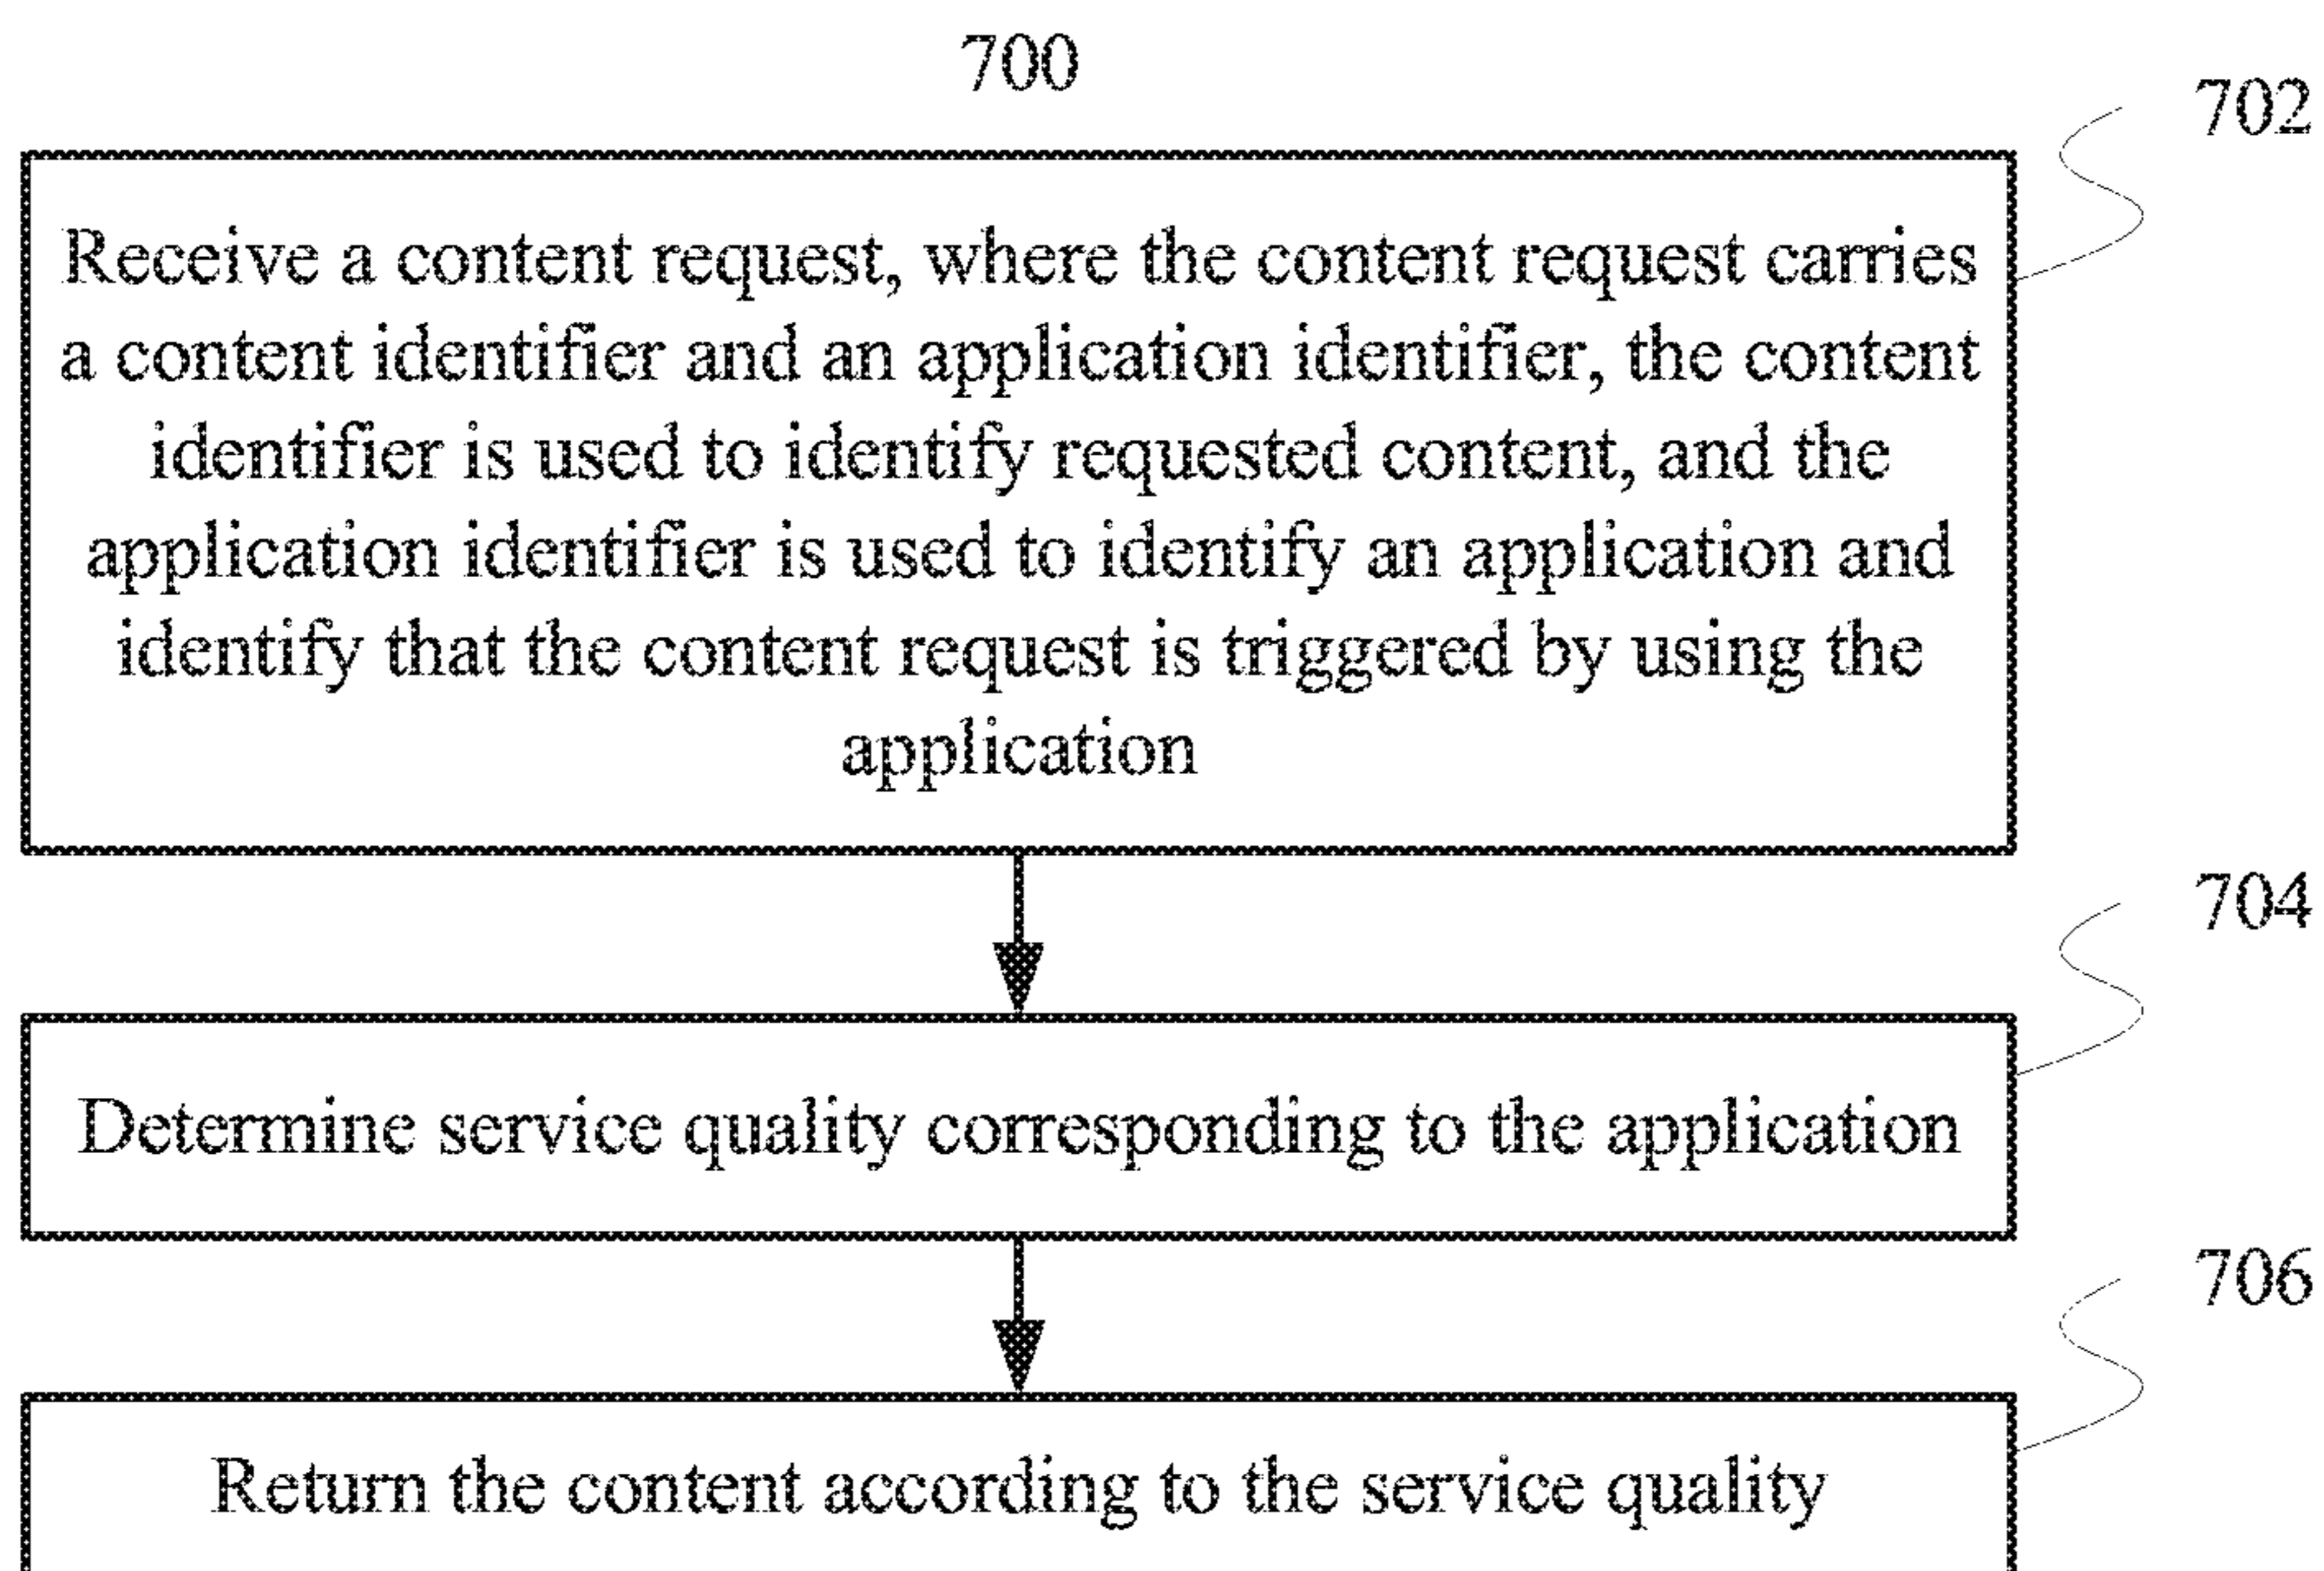 700
702
Receive a content request, where the content request carries
a content identifier and an application identifier, the content
identifier is used to identify requested content, and the
application identifier is used to identify an application and
identify that the content request is triggered by using the
application
704
Determine service quality corresponding to the application
706
Return the content according to the service quality